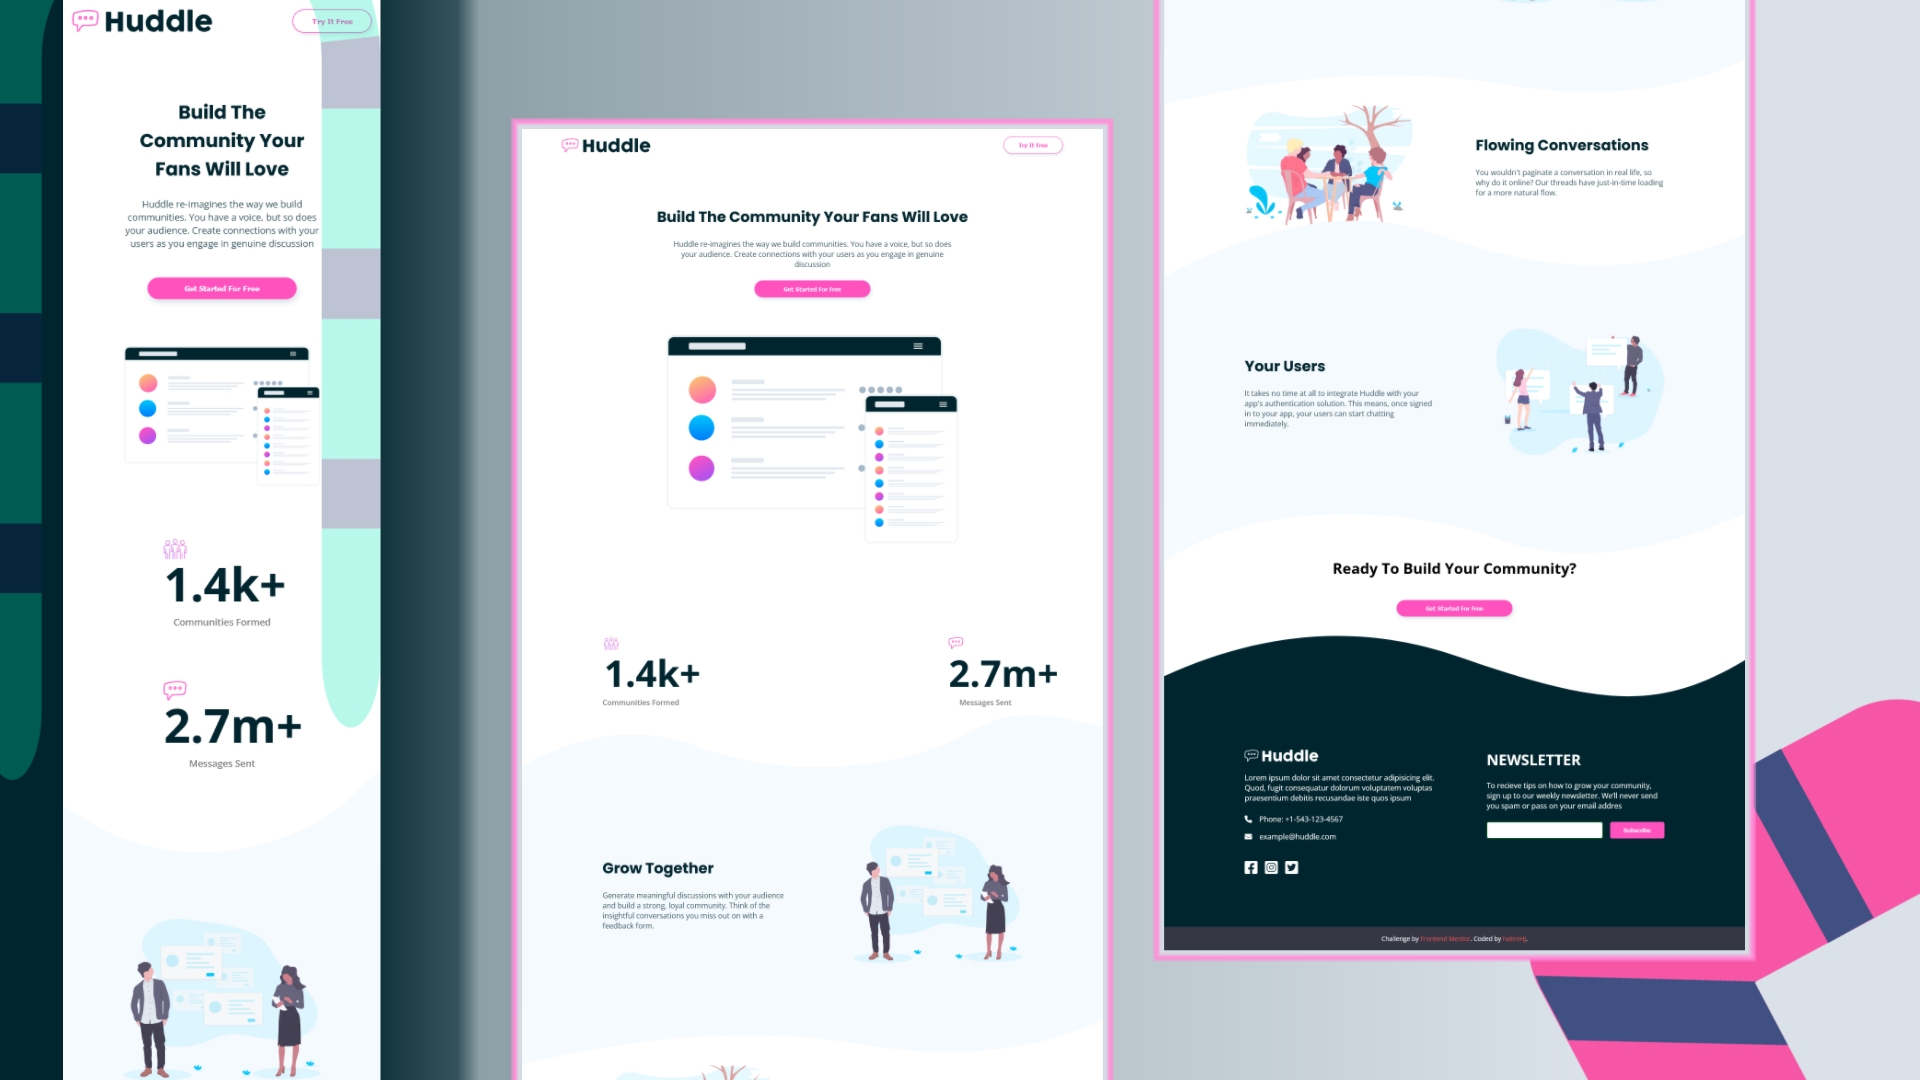 Huddle
Try It Free
Build The
Community Your
Fans Will Love
Huddle re-imagines the way we build
communities. You have a voice, but so does
your audience. Create connections with your
users as you engage in genuine discussion
Get Started For Free
1.4k+
Communities Formed
2.7m+
Messages Sent
Huddle
Try It Free
Build The Community Your Fans Will Love
Huddle re-imagines the way we build communities. You have a voice, but so does
your audience. Create connections with your users as you engage in genuine
discussion
Get Started For Free
1.4k+
Communities Formed
2.7m+
Messages Sent
Grow Together
Generate meaningful discussions with your audience
and build a strong, loyal community. Think of the
insightful conversations you miss out on with a
feedback form.
Flowing Conversations
You wouldn't paginate a conversation in real life, so
why do it online? Our threads have just-in-time loading
for a more natural flow.
Your Users
It takes no time at all to integrate Huddle with your
app's authentication solution. This means, once signed
in to your app, your users can start chatting
immediately.
Ready To Build Your Community?
Get Started For Free
Huddle
Lorem ipsum dolor sit amet consectetur adipisicing elit.
Quod, fugit consequatur dolorum voluptatem voluptas
praesentium debitis recusandae iste quos ipsum
Phone: +1-543-123-4567
example@huddle.com
NEWSLETTER
To recieve tips on how to grow your community,
sign up to our weekly newsletter. We'll never send
you spam or pass on your email addres
Subscribe
Challenge by Frontend Mentor. Coded by